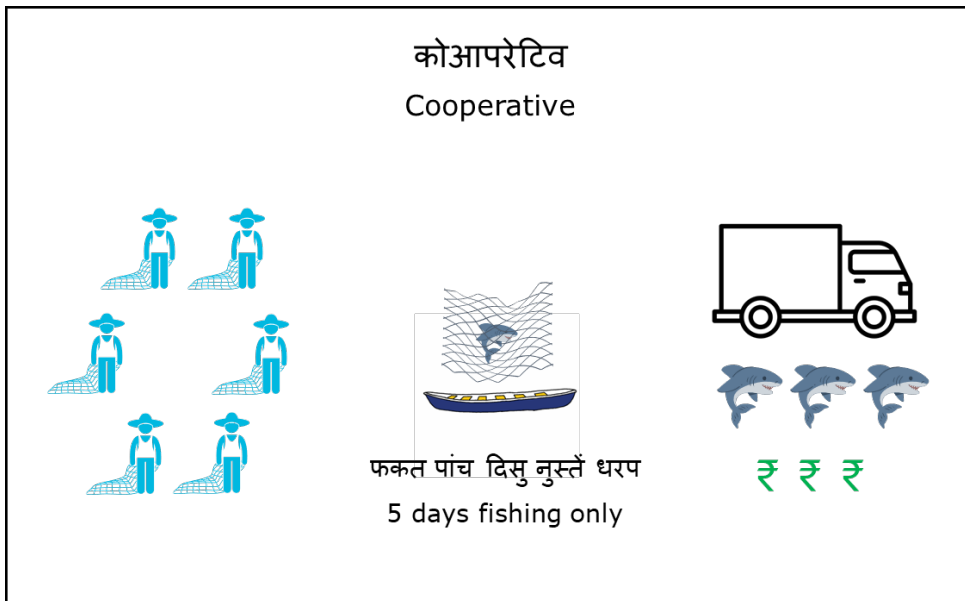 कोआपरेटिव
Cooperative
फकत पांच दिसु नुस्तें धरप
5 days fishing only
₹ ₹ ₹